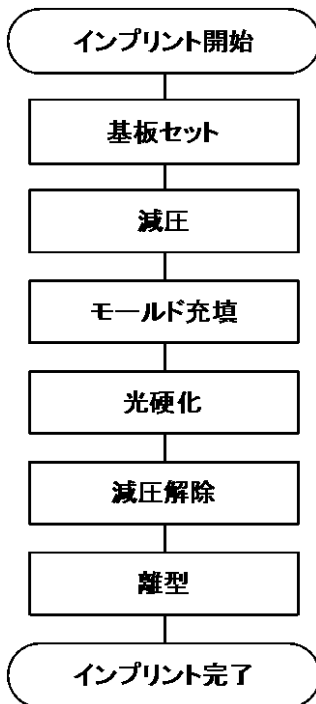 インプリント開始
基板セット
減圧
モールド充填
光硬化
減圧解除
離型
インプリント完了